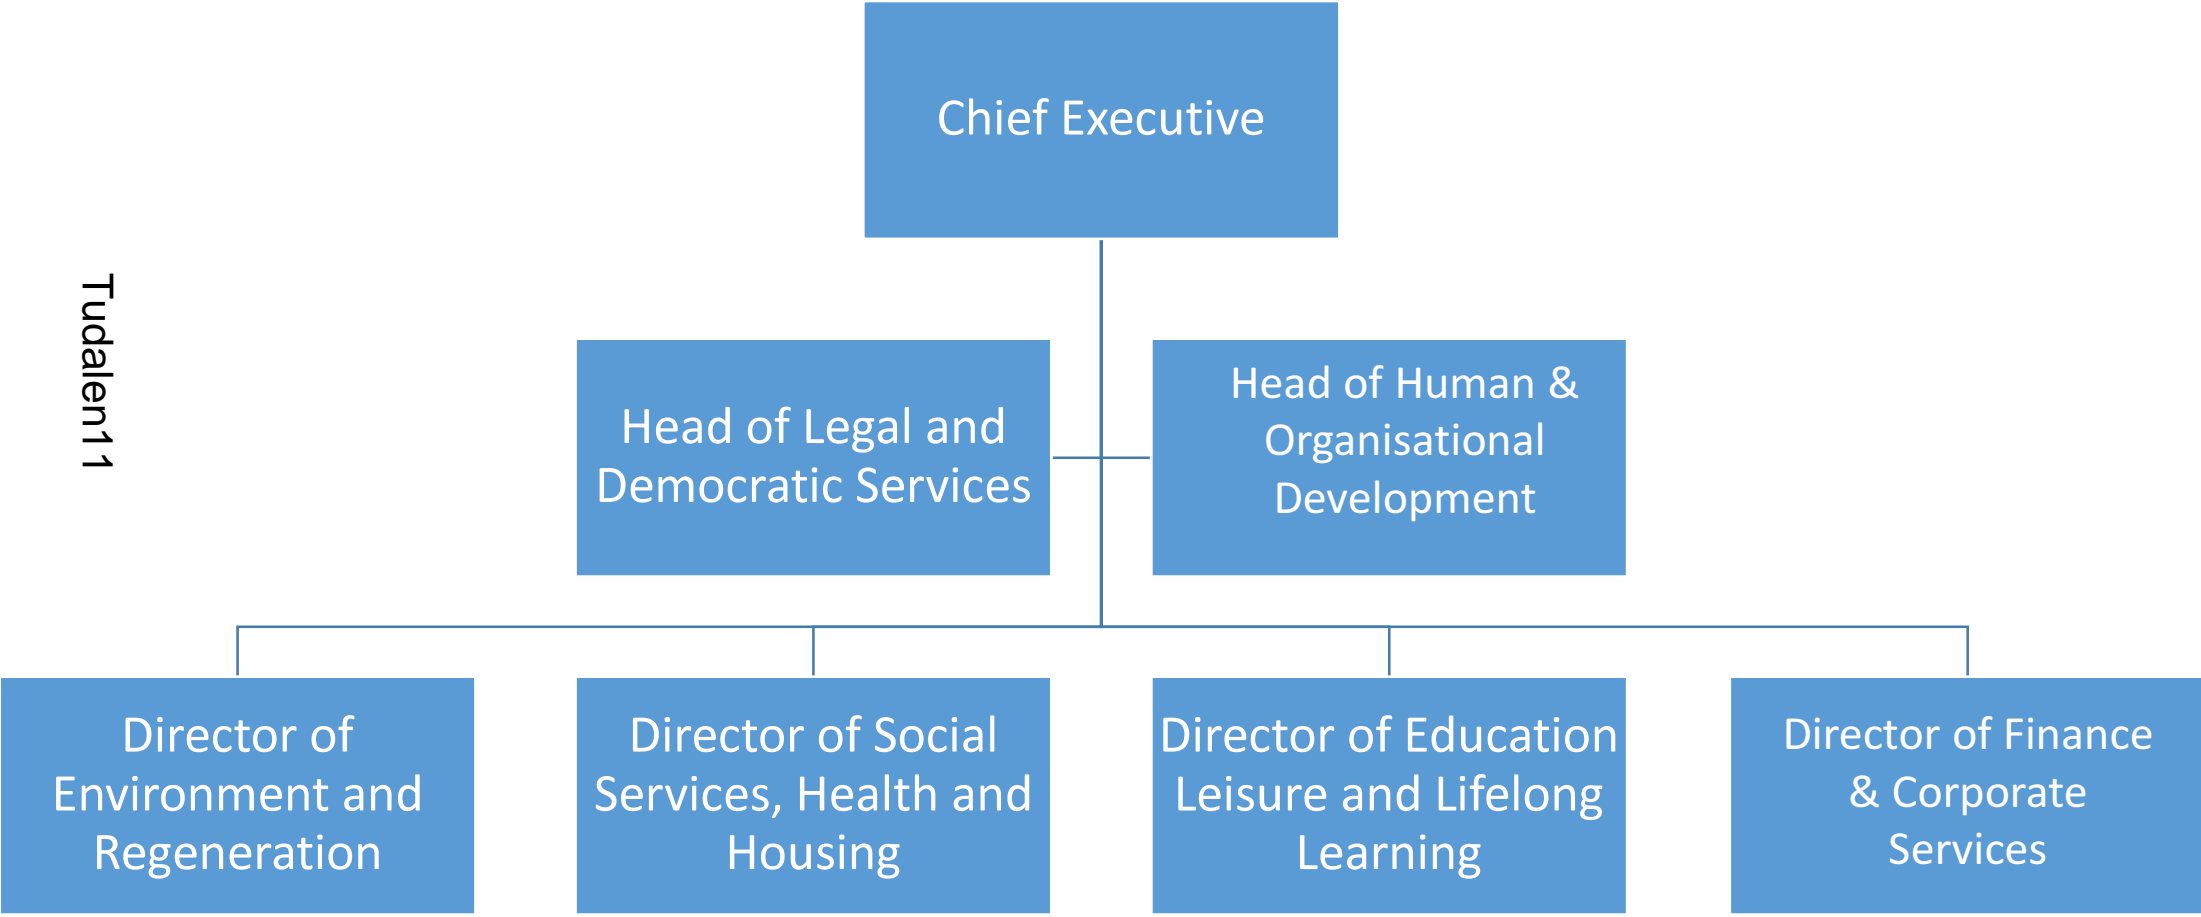 Chief Executive
Tudalen11
Head of Legal and
Democratic Services
Head of Human &
Organisational
Development
Director of
Environment and
Regeneration
Director of Social
Services, Health and
Housing
Director of Education
Leisure and Lifelong
Learning
Director of Finance
& Corporate
Services